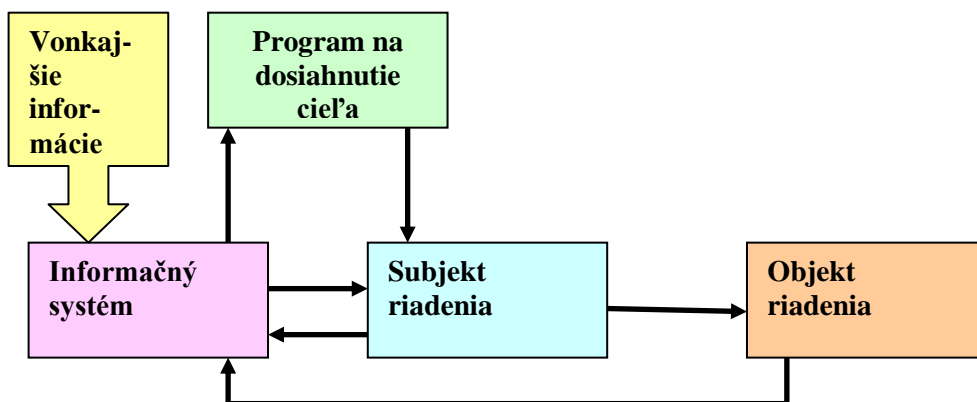 Vonkaj-
šie
infor-
mácie
Program na
dosiahnutie
cieľa
Informačný
systém
Subjekt
riadenia
Objekt
riadenia